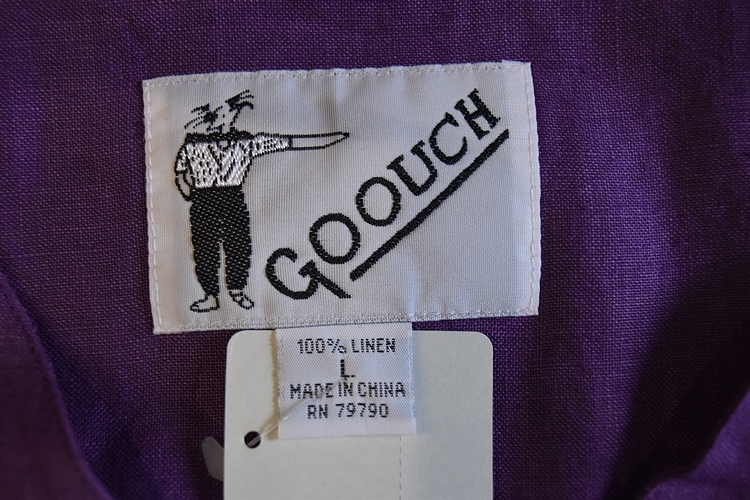 GOOUCH
100% LINEN
L
MADE IN CHINA
RN 79790